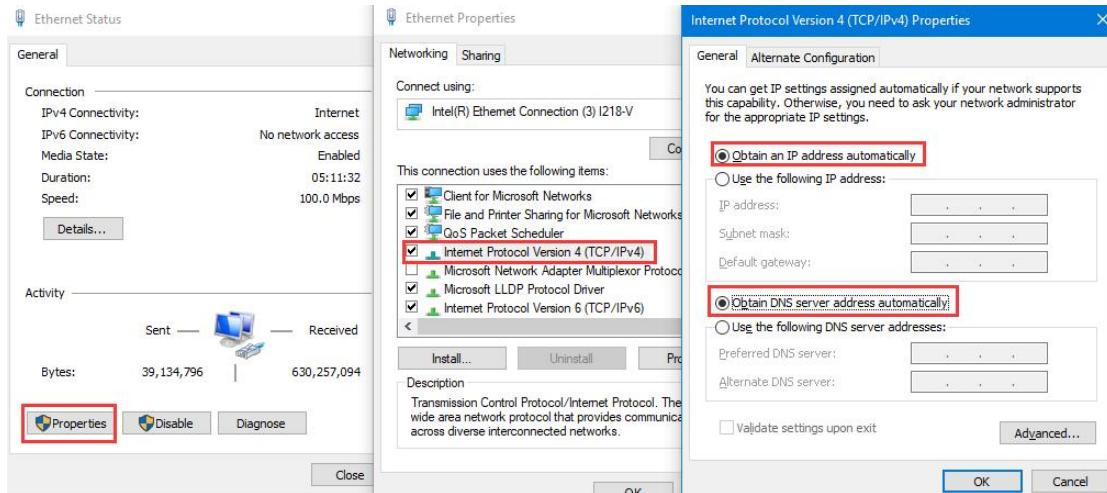 Ethernet Status
General
Connection
IPv4 Connectivity: Internet
IPv6 Connectivity: No network access
Media State: Enabled
Duration: 05:11:32
Speed: 100.0 Mbps
Details...
Activity
Sent Received
Bytes: 39,134,796 630,257,094
Properties Disable Diagnose
Close
Ethernet Properties
Networking Sharing
Connect using:
Intel(R) Ethernet Connection (3) I218-V
Co
This connection uses the following items:
Client for Microsoft Networks
File and Printer Sharing for Microsoft Networks
QoS Packet Scheduler
Internet Protocol Version 4 (TCP/IPv4)
Microsoft Network Adapter Multiplexor Protoco
Microsoft LLDP Protocol Driver
Internet Protocol Version 6 (TCP/IPv6)
Install... Uninstall Pro
Description
Transmission Control Protocol/Internet Protocol. The
wide area network protocol that provides communica
across diverse interconnected networks.
OK
Internet Protocol Version 4 (TCP/IPv4) Properties
General Alternate Configuration
You can get IP settings assigned automatically if your network supports
this capability. Otherwise, you need to ask your network administrator
for the appropriate IP settings.
Obtain an IP address automatically
Use the following IP address:
IP address:
Subnet mask:
Default gateway:
Obtain DNS server address automatically
Use the following DNS server addresses:
Preferred DNS server:
Alternate DNS server:
Validate settings upon exit
Advanced...
OK Cancel